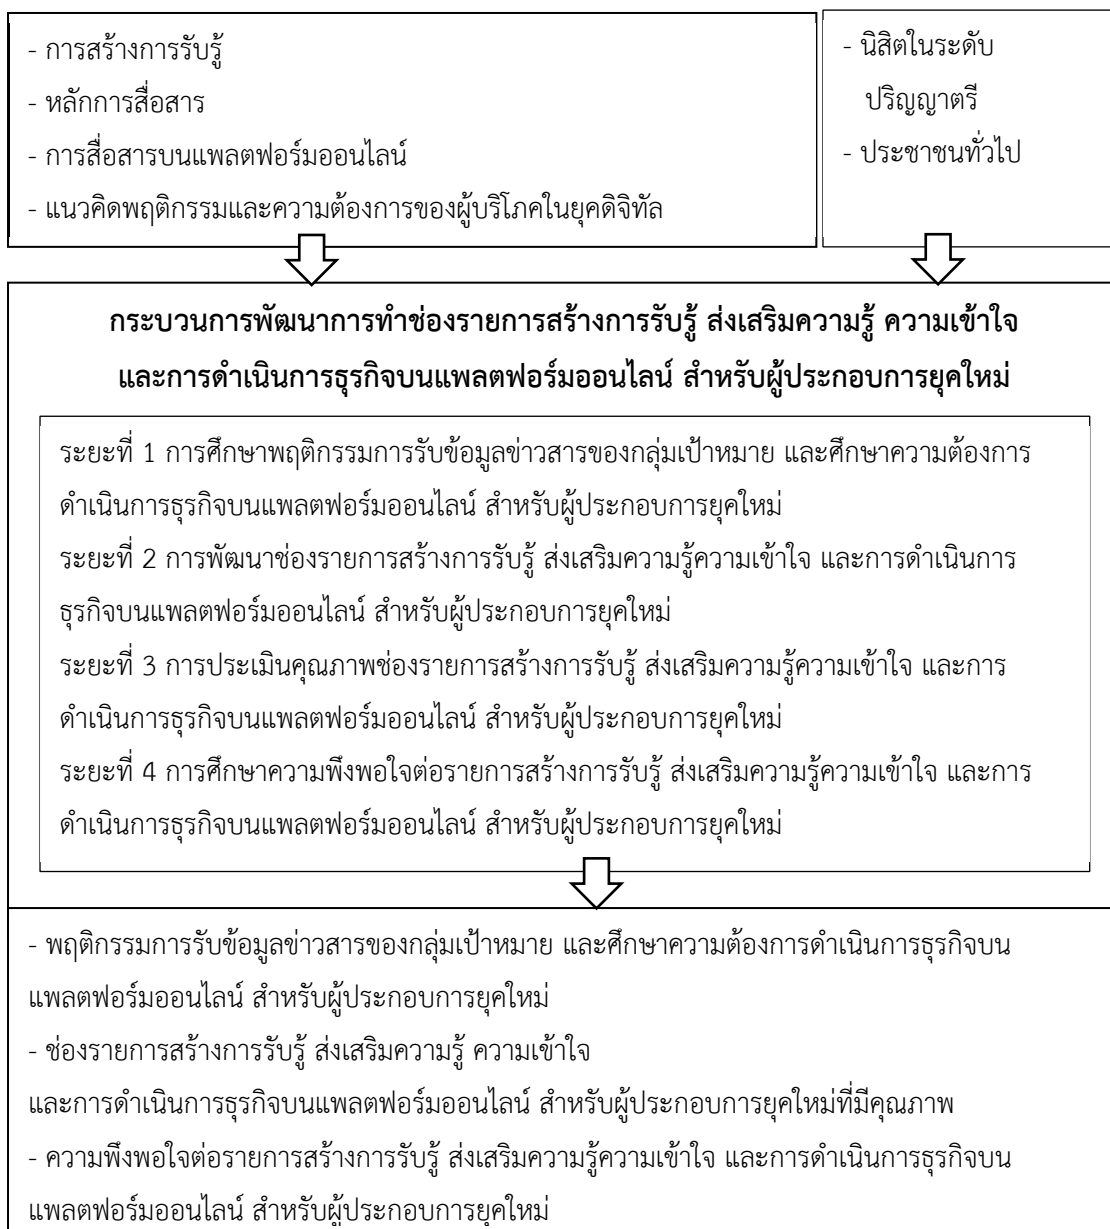 - การสร้างการรับรู้
- หลักการสื่อสาร
- การสื่อสารบนแพลตฟอร์มออนไลน์
- แนวคิดพฤติกรรมและความต้องการของผู้บริโภคในยุคดิจิทัล
- นิสิตในระดับ
ปริญญาตรี
- ประชาชนทั่วไป
กระบวนการพัฒนาการทำช่องรายการสร้างการรับรู้ ส่งเสริมความรู้ ความเข้าใจ
และการดำเนินการธุรกิจบนแพลตฟอร์มออนไลน์ สำหรับผู้ประกอบการยุคใหม่
ระยะที่ 1 การศึกษาพฤติกรรมการรับข้อมูลข่าวสารของกลุ่มเป้าหมาย และศึกษาความต้องการ
ดำเนินการธุรกิจบนแพลตฟอร์มออนไลน์ สำหรับผู้ประกอบการยุคใหม่
ระยะที่ 2 การพัฒนาช่องรายการสร้างการรับรู้ ส่งเสริมความรู้ความเข้าใจ และการดำเนินการ
ธุรกิจบนแพลตฟอร์มออนไลน์ สำหรับผู้ประกอบการยุคใหม่
ระยะที่ 3 การประเมินคุณภาพช่องรายการสร้างการรับรู้ ส่งเสริมความรู้ความเข้าใจ และการ
ดำเนินการธุรกิจบนแพลตฟอร์มออนไลน์ สำหรับผู้ประกอบการยุคใหม่
ระยะที่ 4 การศึกษาความพึงพอใจต่อรายการสร้างการรับรู้ ส่งเสริมความรู้ความเข้าใจ และการ
ดำเนินการธุรกิจบนแพลตฟอร์มออนไลน์ สำหรับผู้ประกอบการยุคใหม่
- พฤติกรรมการรับข้อมูลข่าวสารของกลุ่มเป้าหมาย และศึกษาความต้องการดำเนินการธุรกิจบน
แพลตฟอร์มออนไลน์ สำหรับผู้ประกอบการยุคใหม่
- ช่องรายการสร้างการรับรู้ ส่งเสริมความรู้ ความเข้าใจ
และการดำเนินการธุรกิจบนแพลตฟอร์มออนไลน์ สำหรับผู้ประกอบการยุคใหม่ที่มีคุณภาพ
- ความพึงพอใจต่อรายการสร้างการรับรู้ ส่งเสริมความรู้ความเข้าใจ และการดำเนินการธุรกิจบน
แพลตฟอร์มออนไลน์ สำหรับผู้ประกอบการยุคใหม่